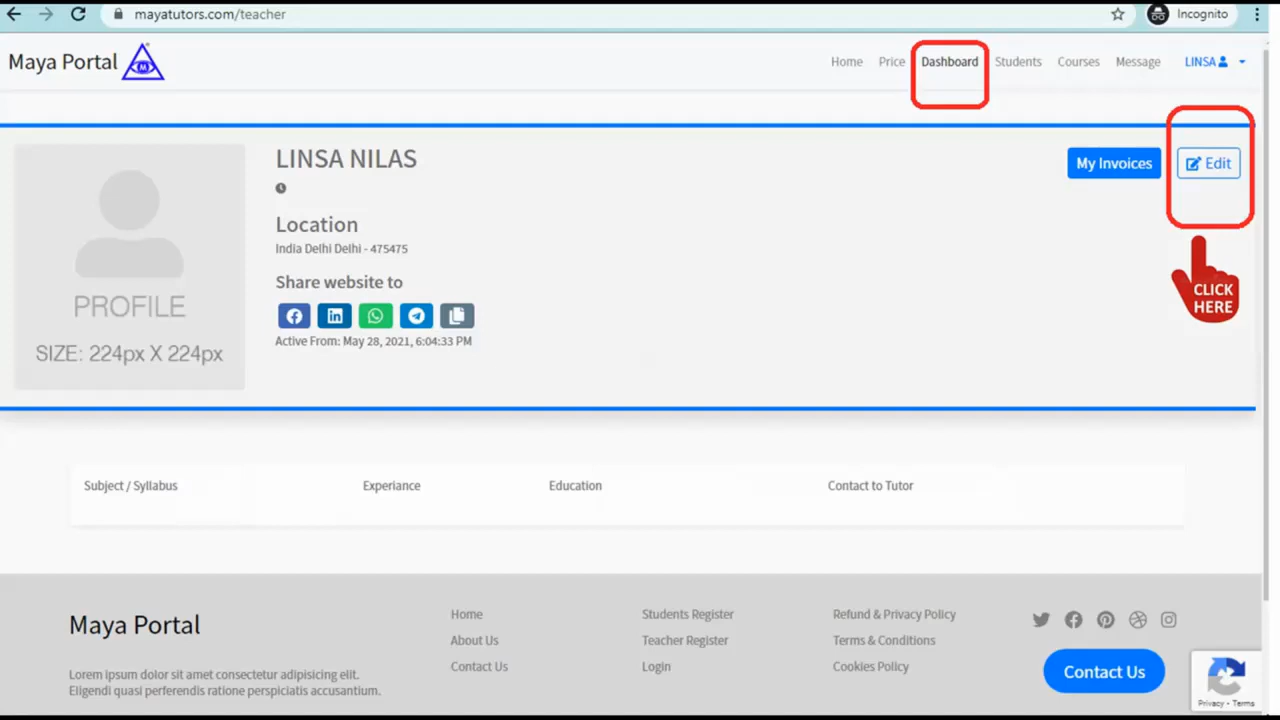 mayatutors.com/teacher
Incognito
Maya Portal
M
Home Price Dashboard Students Courses Message LINSA
LINSA NILAS
My Invoices
Edit
Location
India Delhi Delhi - 475475
Share website to
Active From: May 28, 2021, 6:04:33 PM
PROFILE
SIZE: 224px X 224px
CLICK
HERE
Subject / Syllabus Experiance Education Contact to Tutor
Maya Portal
Lorem ipsum dolor sit amet consectetur adipisicing elit.
Eligendi quasi perferendis ratione perspiciatis accusantium.
Home
About Us
Contact Us
Students Register
Teacher Register
Login
Refund & Privacy Policy
Terms & Conditions
Cookies Policy
Contact Us
Privacy - Terms